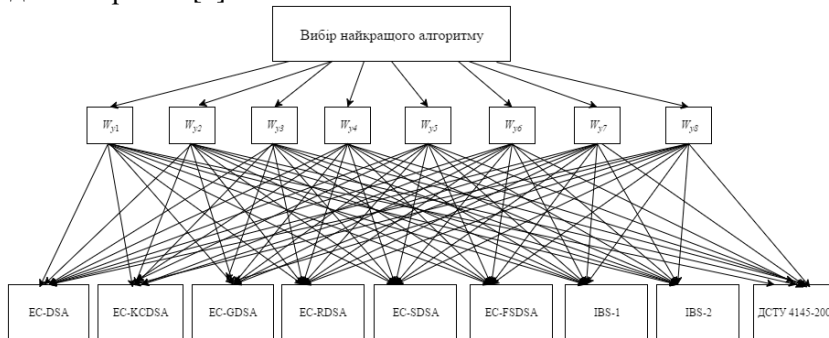 Вибір найкращого алгоритму
Wy1 Wy2 Wy3 Wy4 Wy5 Wy6 Wy7 Wy8
EC-DSA EC-KCDSA EC-GDSA EC-RDSA EC-SDSA EC-FSDSA IBS-1 IBS-2 ДСТУ 4145-200